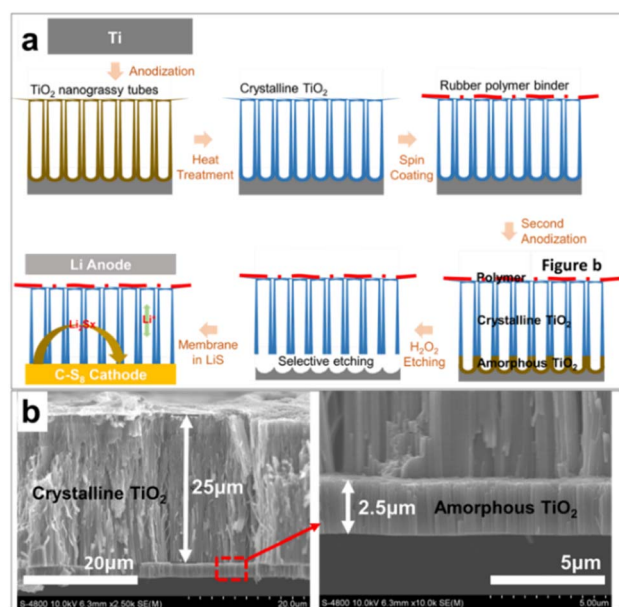 a
Ti
Anodization
TiO2 nanograssy tubes
Crystalline TiO2
Rubber polymer binder
Heat
Treatment
Spin
Coating
Second
Anodization
Li Anode
Li2Sx
Li+
C-S8 Cathode
Membrane
in LiS
Selective etching
H2O2
Etching
Figure b
Polymer
Crystalline TiO2
Amorphous TiO2
b
25μm
Crystalline TiO2
20μm
S-4800 10.0kV 6.3mm x2.50k SE(M)
20.0um
2.5μm
Amorphous TiO2
5μm
S-4800 10.0kV 6.3mm x10.0k SE(M)
5.00um